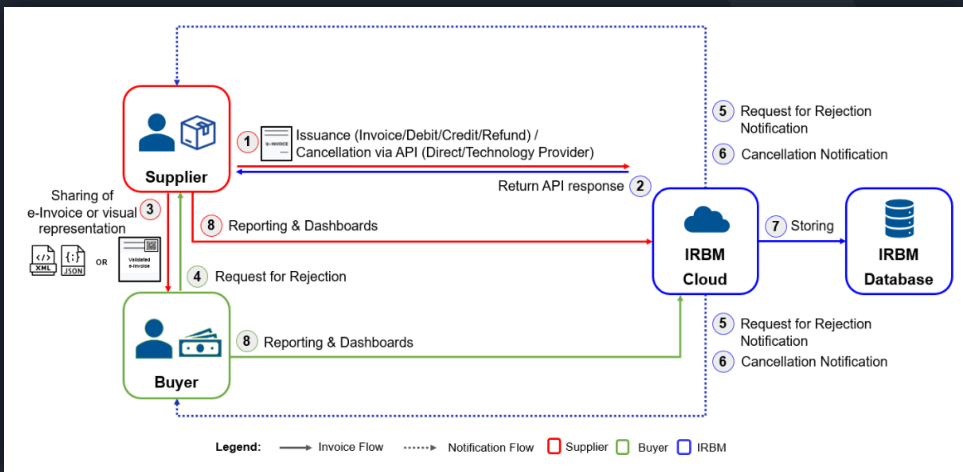 5 Request for Rejection
Notification
6 Cancellation Notification
1 e-INVOICE Issuance (Invoice/Debit/Credit/Refund) /
Cancellation via API (Direct/Technology Provider)
Supplier
Return API response 2
Sharing of
e-Invoice or visual
representation
3
8 Reporting & Dashboards
7 Storing
IRBM
Cloud
IRBM
Database
</>
XML
{;}
JSON
OR
Validated
e-Invoice
4 Request for Rejection
5 Request for Rejection
Notification
6 Cancellation Notification
8 Reporting & Dashboards
Buyer
Legend: Invoice Flow Notification Flow Supplier Buyer IRBM